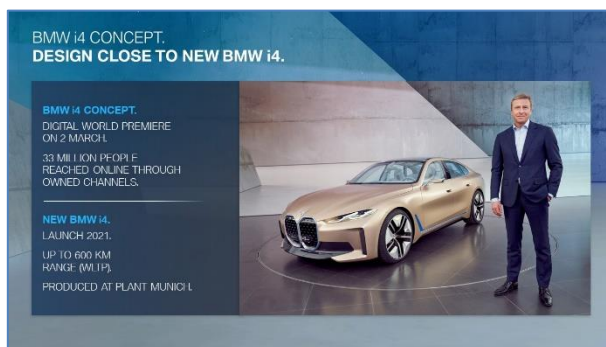 BMW i4 CONCEPT.
DESIGN CLOSE TO NEW BMW i4.
BMW i4 CONCEPT.
DIGITAL WORLD PREMIERE
ON 2 MARCH.
33 MILLION PEOPLE
REACHED ONLINE THROUGH
OWNED CHANNELS.
NEW BMW i4.
LAUNCH 2021.
UP TO 600 KM
RANGE (WLTP).
PRODUCED AT PLANT MUNICH.